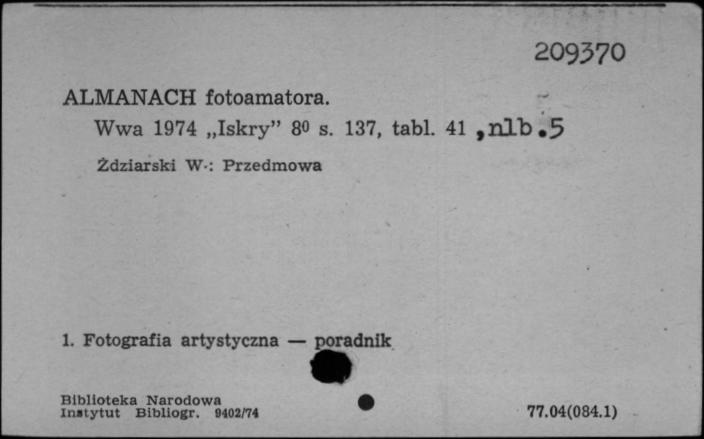 209370
ALMANACH fotoamatora.
Wwa 1974 „Iskry” 8º s. 137, tabl. 41 ,nlb.5
Żdziarski W.: Przedmowa
1. Fotografia artystyczna — poradnik
Biblioteka Narodowa
Instytut Bibliogr. 9402/74
77.04(084.1)